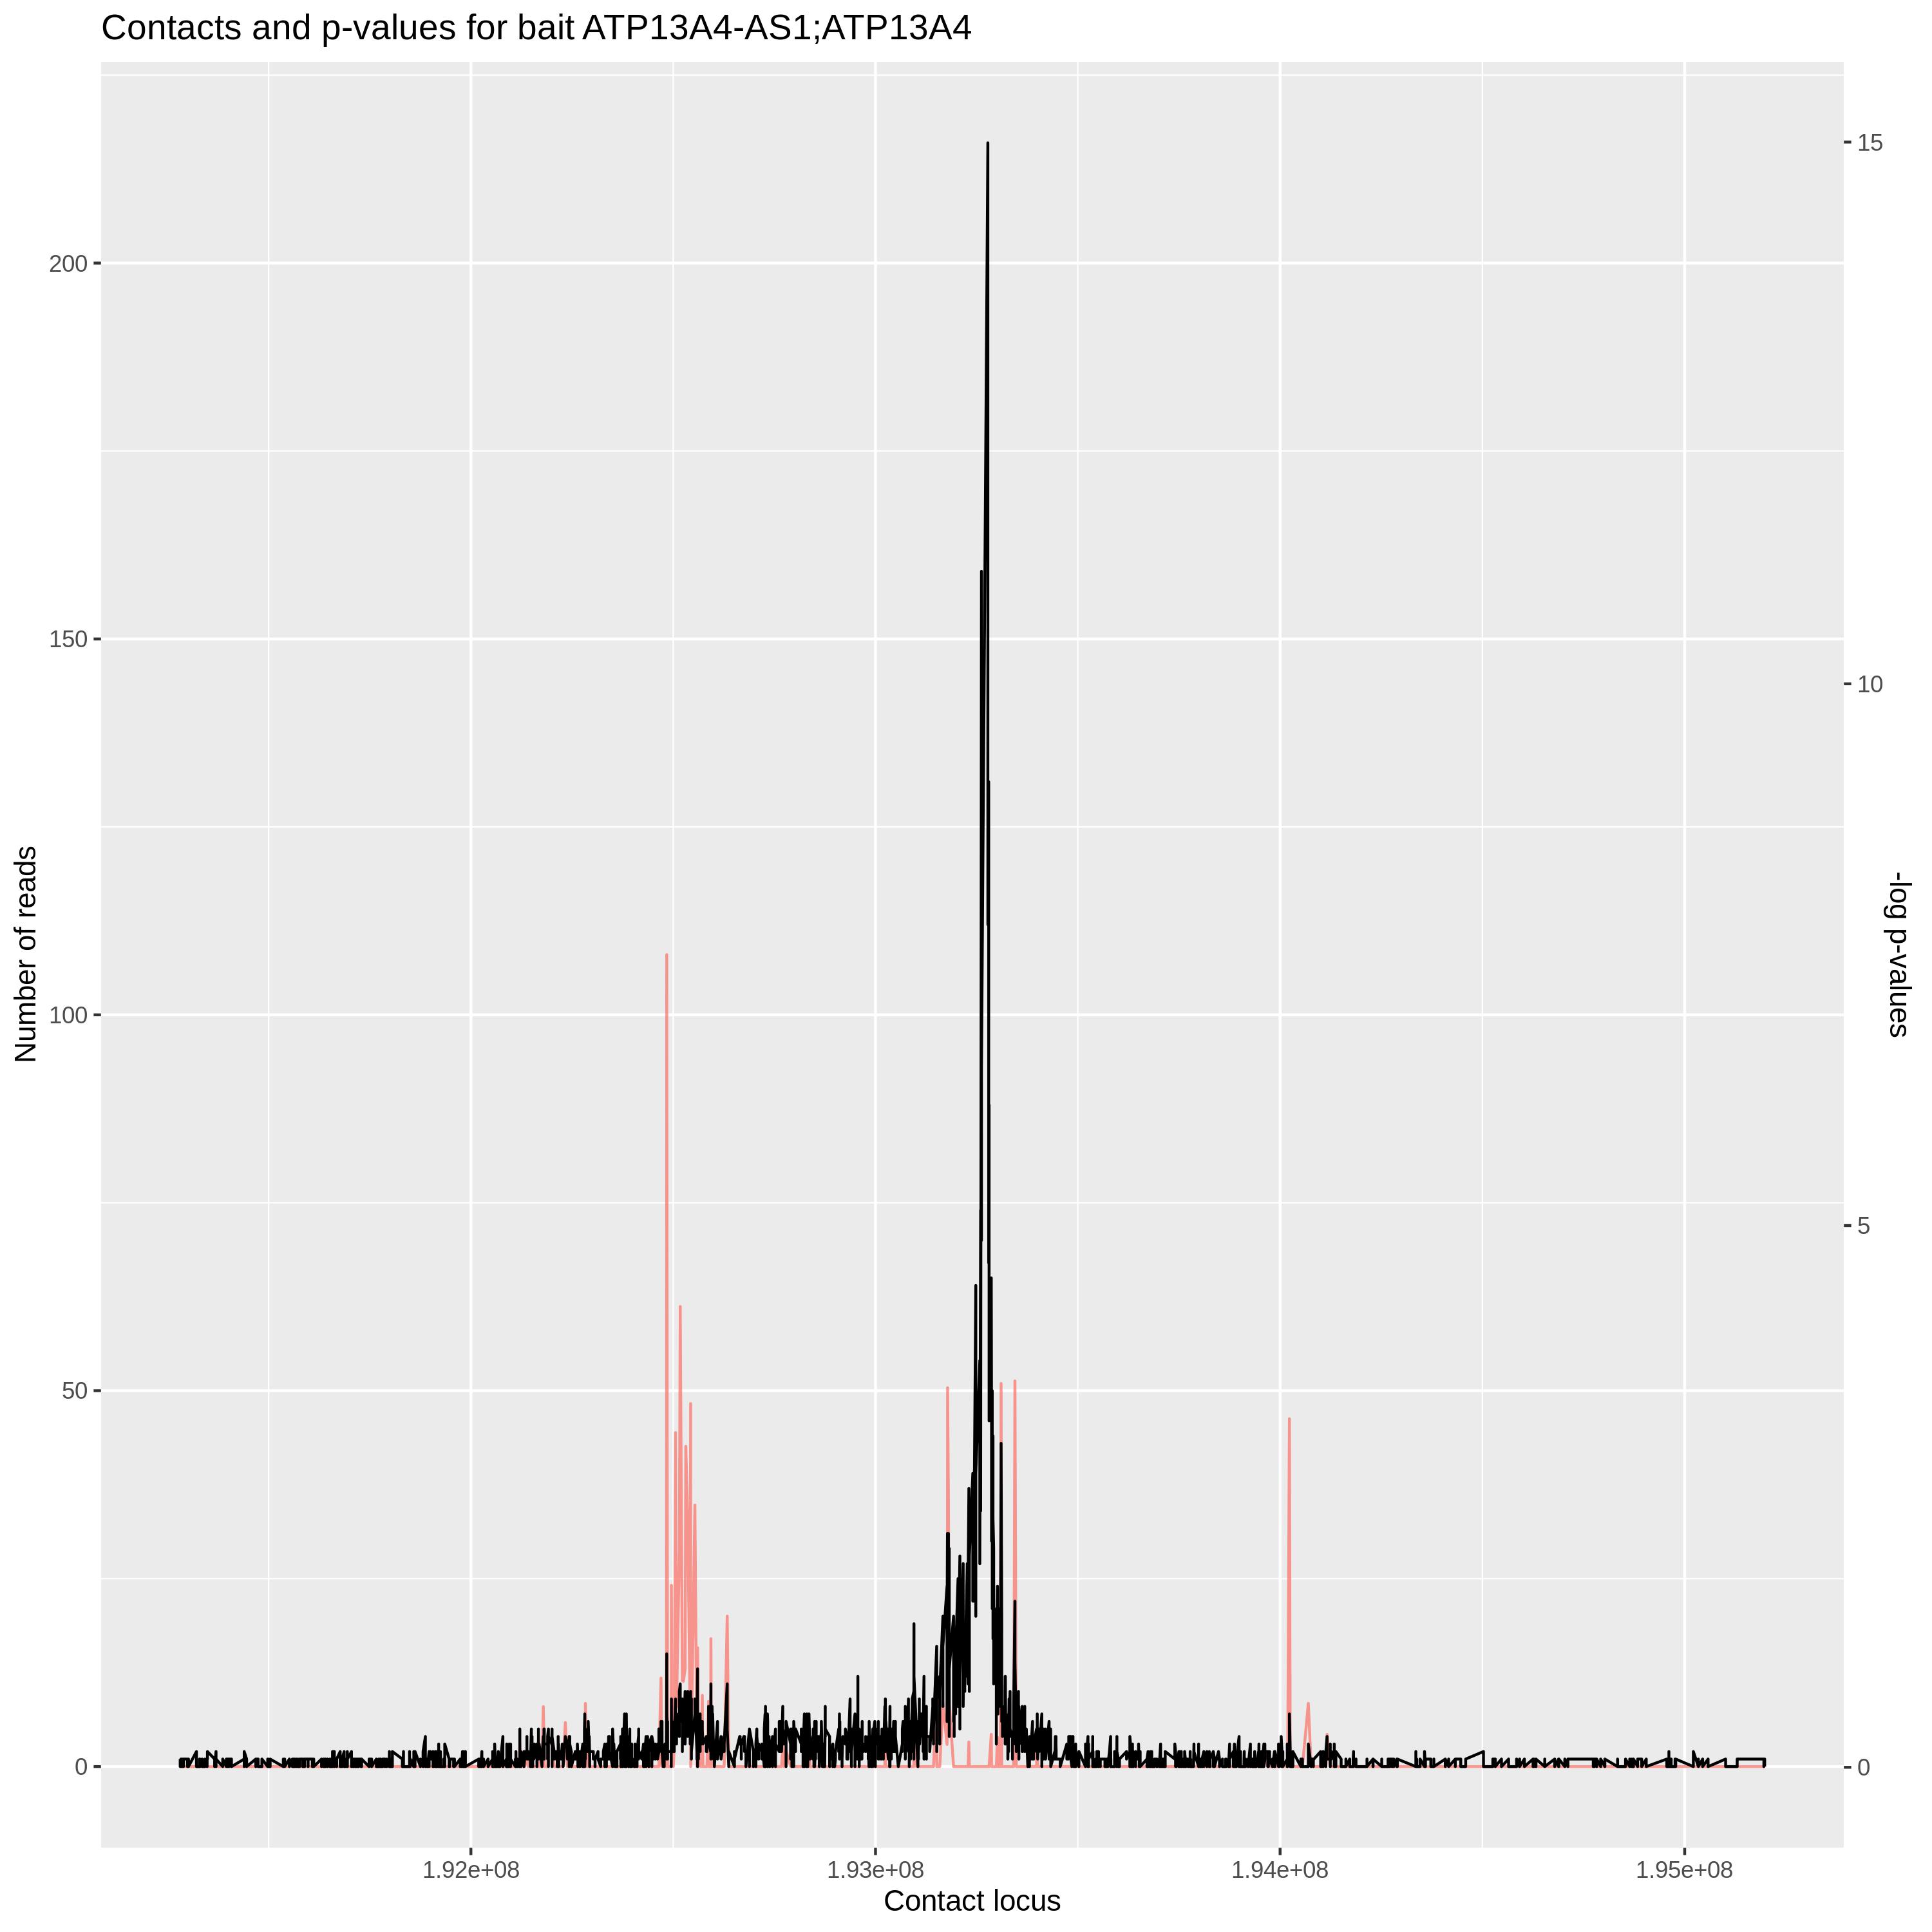 Contacts and p-values for bait ATP13A4-AS1;ATP13A4
200
150
100
50
0
Number of reads
15
10
5
0
-log p-values
1.92e+08 1.93e+08 1.94e+08 1.95e+08
Contact locus